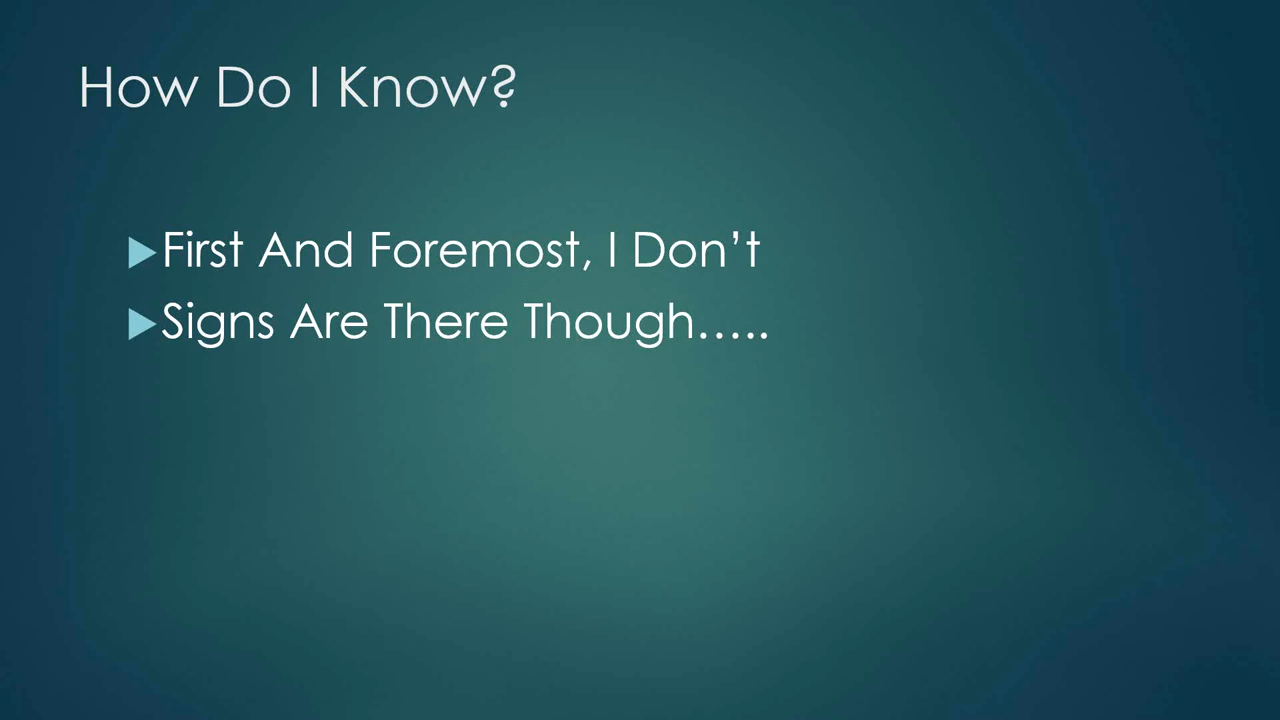 How Do I Know?
First And Foremost, I Don’t
Signs Are There Though…..